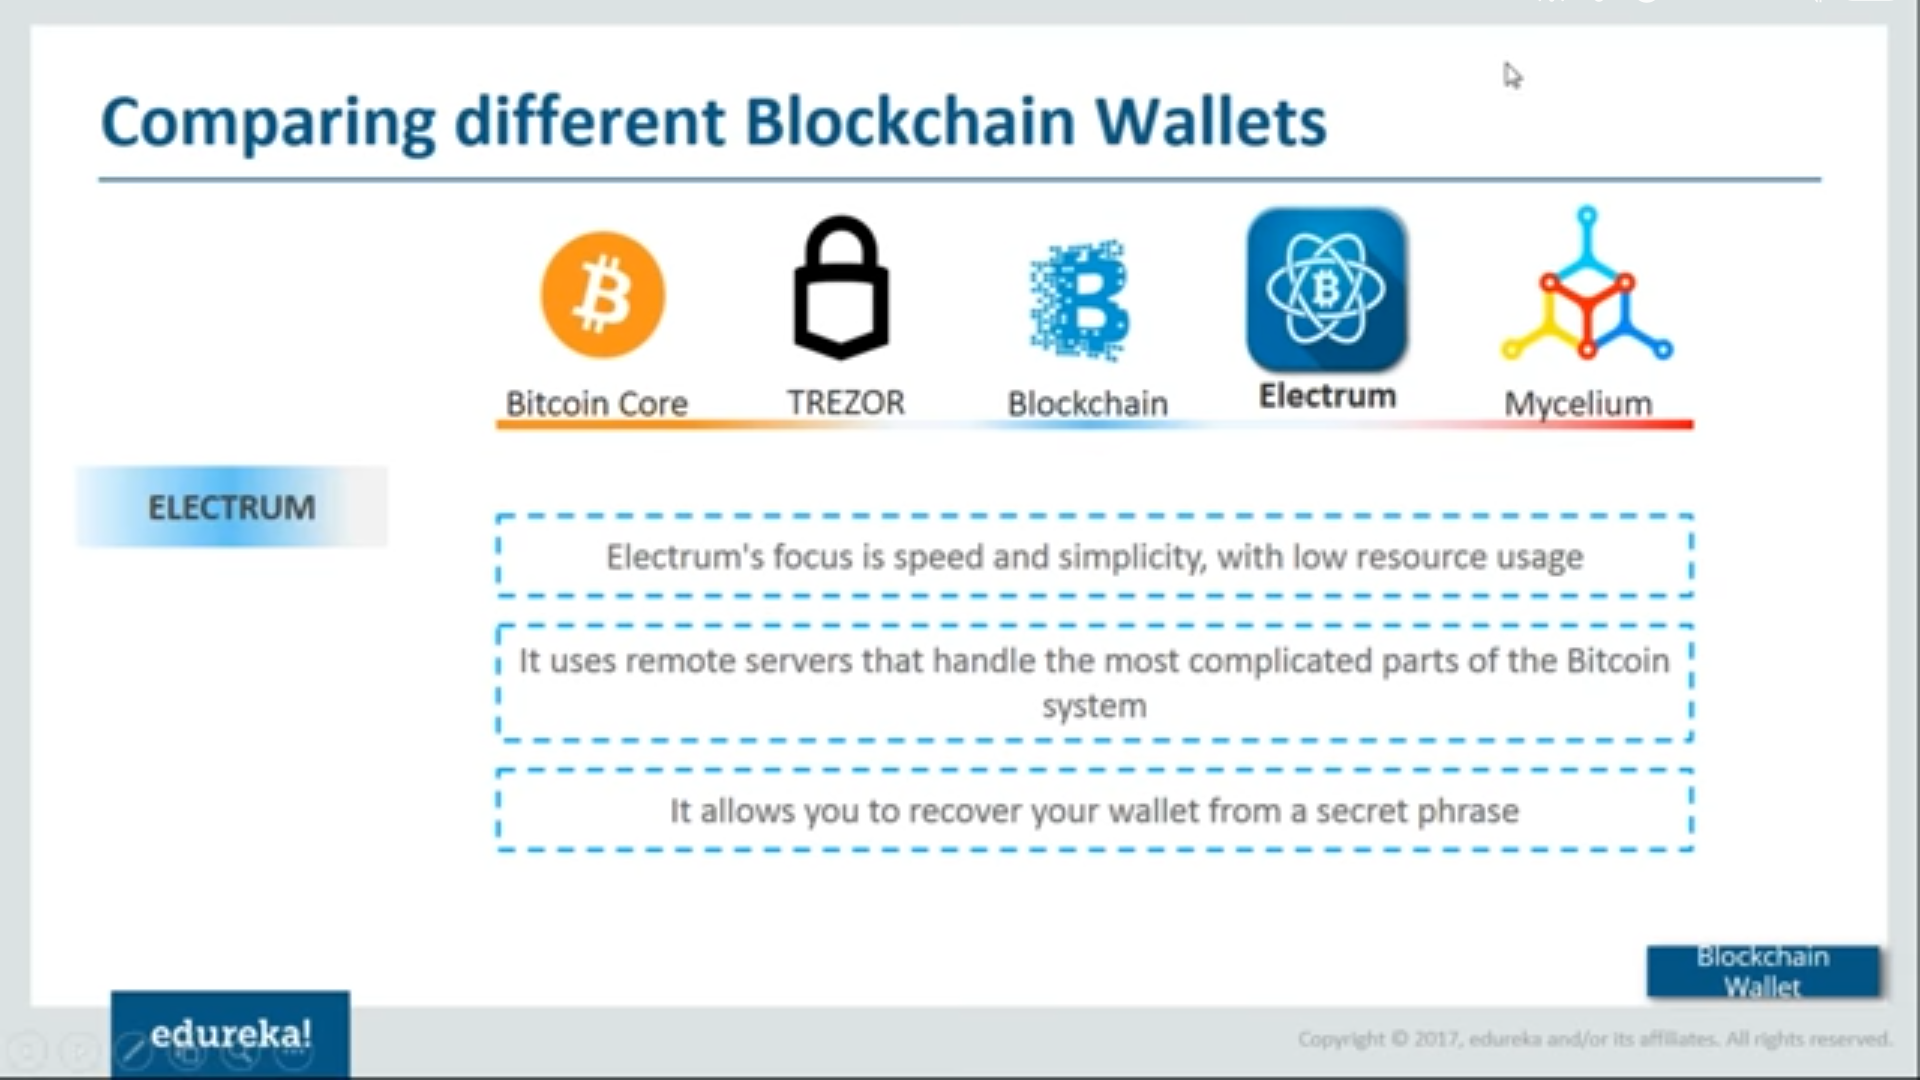 Comparing different Blockchain Wallets
Bitcoin Core
TREZOR
Blockchain
Electrum
Mycelium
ELECTRUM
Electrum's focus is speed and simplicity, with low resource usage
It uses remote servers that handle the most complicated parts of the Bitcoin
system
It allows you to recover your wallet from a secret phrase
Blockchain
Wallet
edureka!
Copyright © 2017, edureka and/or its affiliates. All rights reserved.